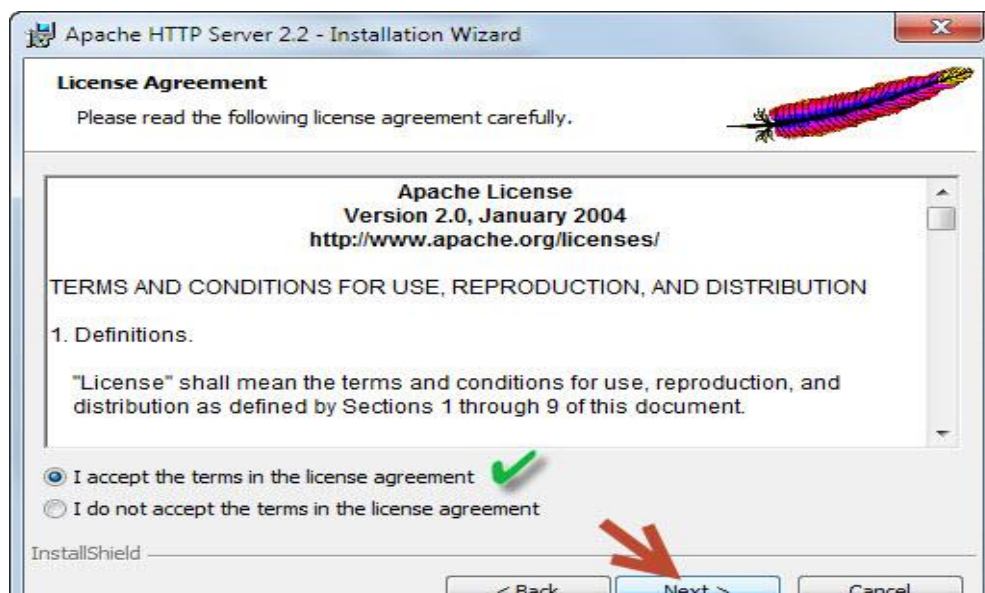 Apache HTTP Server 2.2 - Installation Wizard
License Agreement
Please read the following license agreement carefully.
Apache License
Version 2.0, January 2004
http://www.apache.org/licenses/
TERMS AND CONDITIONS FOR USE, REPRODUCTION, AND DISTRIBUTION
1. Definitions.
"License" shall mean the terms and conditions for use, reproduction, and
distribution as defined by Sections 1 through 9 of this document.
I accept the terms in the license agreement
I do not accept the terms in the license agreement
InstallShield
< Back Next > Cancel